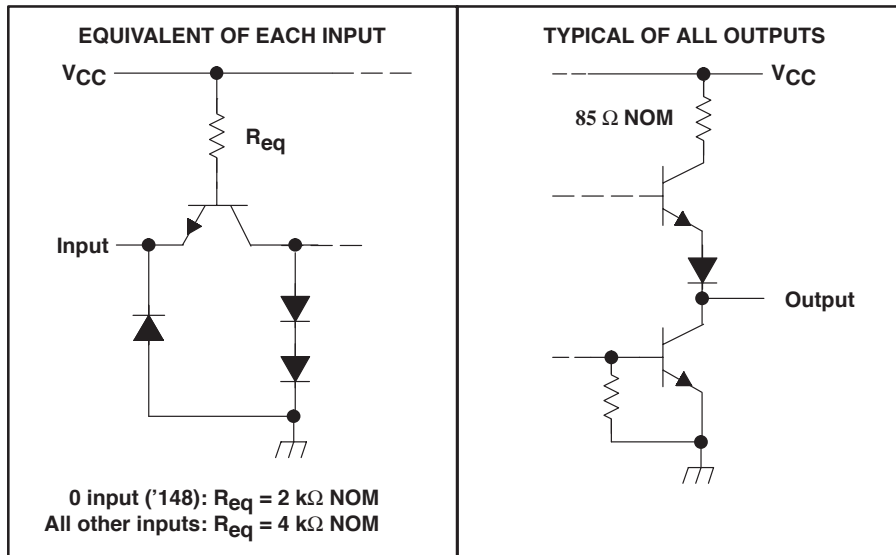 EQUIVALENT OF EACH INPUT
VCC
Req
Input
0 input ('148): Req = 2 kΩ NOM
All other inputs: Req = 4 kΩ NOM
TYPICAL OF ALL OUTPUTS
VCC
85 Ω NOM
Output